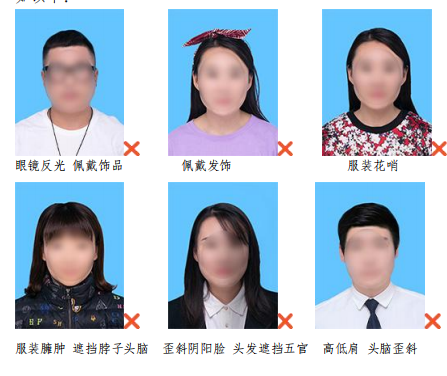 眼镜反光 佩戴饰品
佩戴发饰
服装花哨
服装臃肿 遮挡脖子头脑
歪斜阴阳脸 头发遮挡五官
高低肩 头脑歪斜